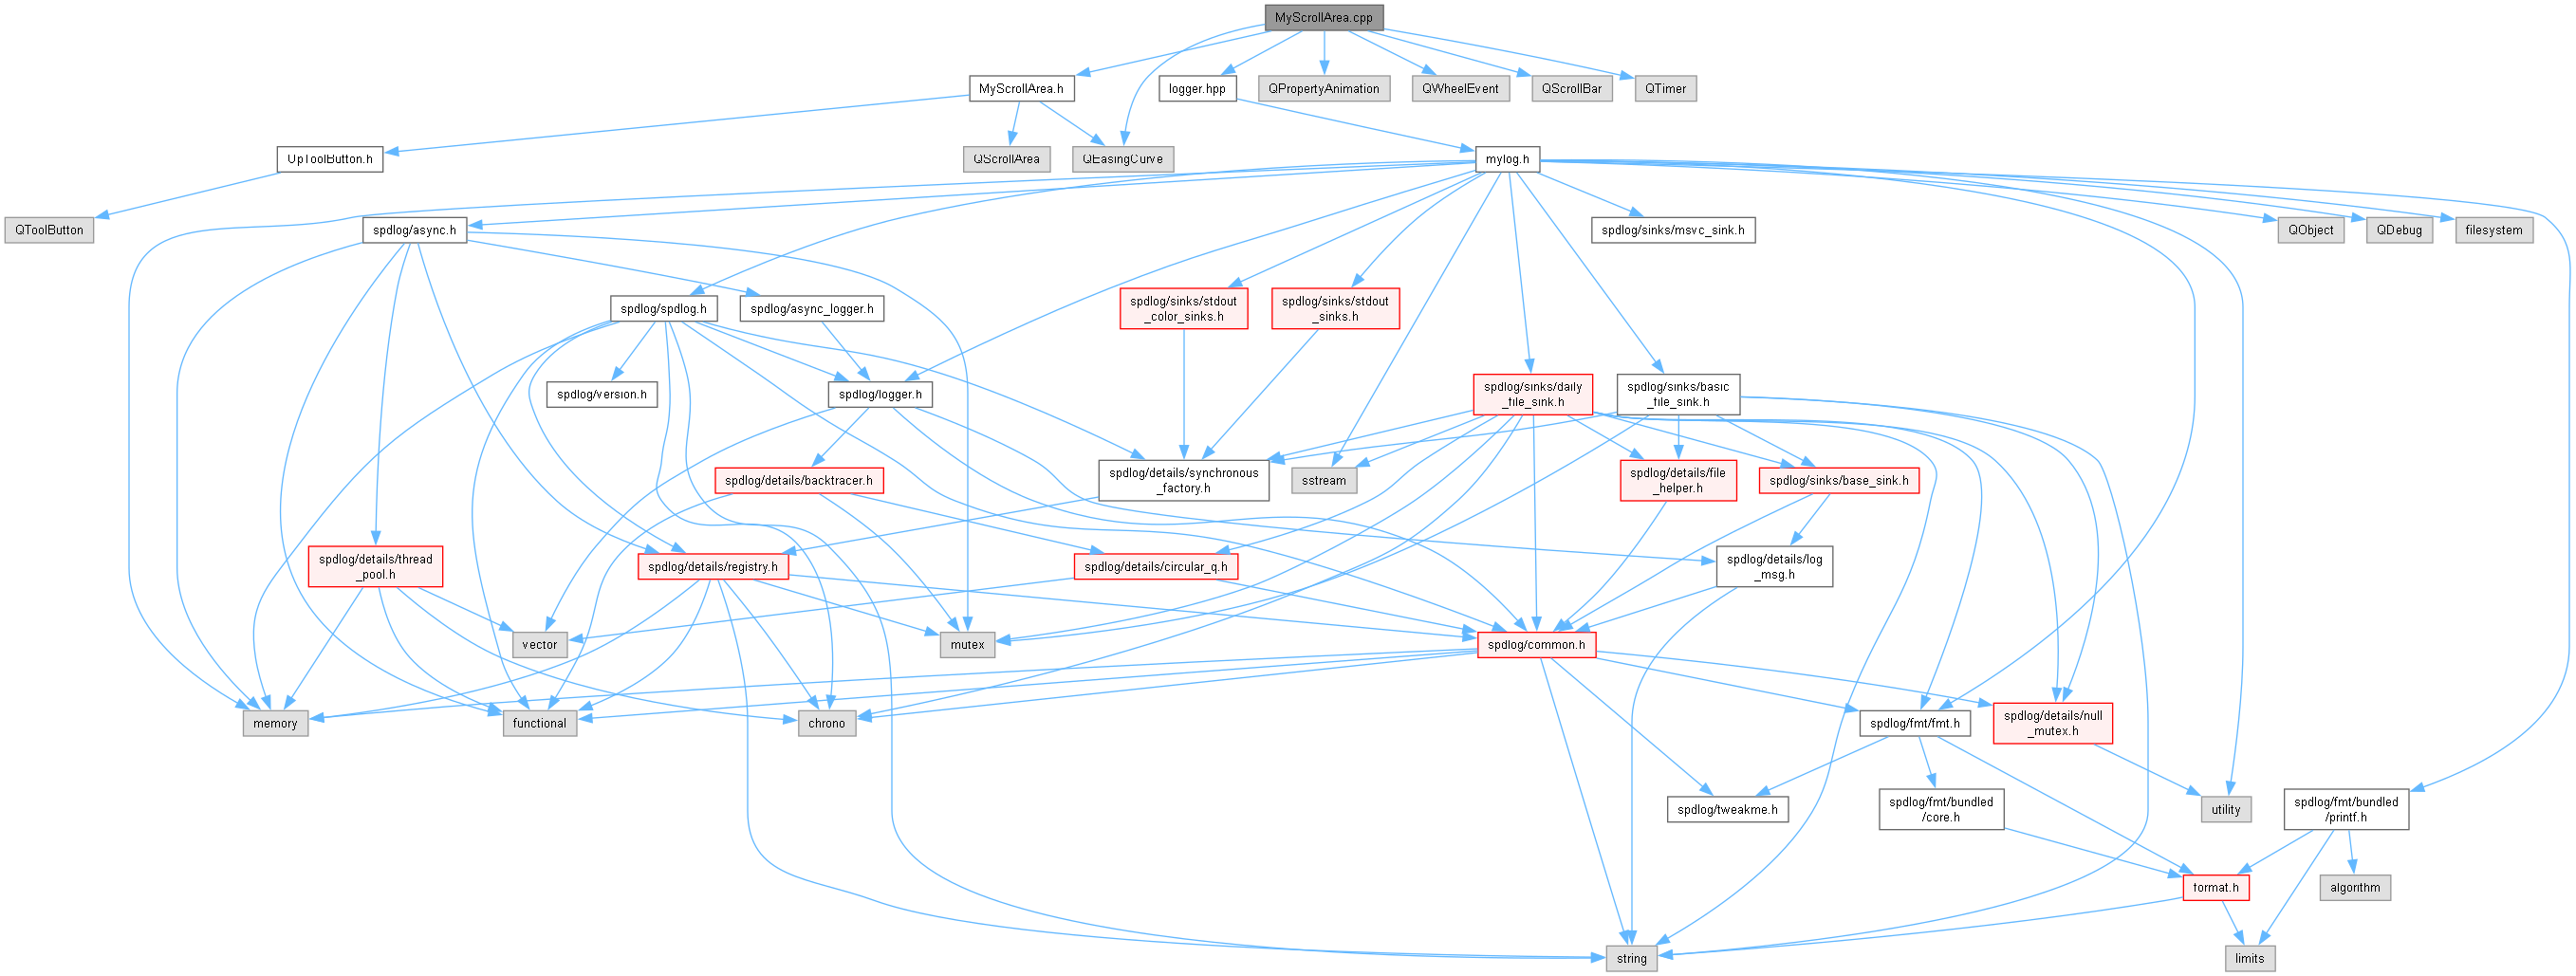 MyScrollArea.cpp
MyScrollArea.h
logger.hpp
QPropertyAnimation
QWheelEvent
QScrollBar
QTimer
UpToolButton.h
QScrollArea
QEasingCurve
mylog.h
QToolButton
spdlog/async.h
spdlog/sinks/msvc_sink.h
QObject
QDebug
filesystem
spdlog/spdlog.h
spdlog/async_logger.h
spdlog/sinks/stdout
_color_sinks.h
spdlog/sinks/stdout
_sinks.h
spdlog/version.h
spdlog/logger.h
spdlog/sinks/daily
_file_sink.h
spdlog/sinks/basic
_file_sink.h
spdlog/details/backtracer.h
spdlog/details/synchronous
_factory.h
sstream
spdlog/details/file
_helper.h
spdlog/sinks/base_sink.h
spdlog/details/thread
_pool.h
spdlog/details/registry.h
spdlog/details/circular_q.h
spdlog/details/log
_msg.h
vector
mutex
spdlog/common.h
memory
functional
chrono
spdlog/fmt/fmt.h
spdlog/details/null
_mutex.h
spdlog/tweakme.h
spdlog/fmt/bundled
/core.h
utility
spdlog/fmt/bundled
/printf.h
format.h
algorithm
string
limits